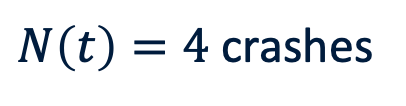 N(t) = 4 crashes